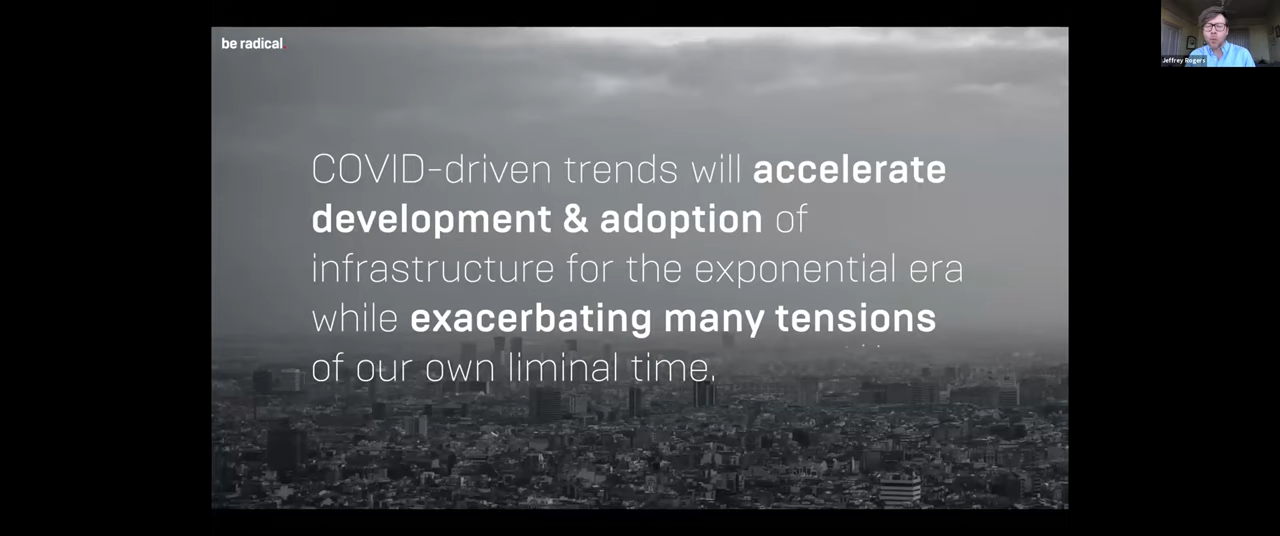 be radical.
Jeffrey Rogers
COVID-driven trends will accelerate
development & adoption of
infrastructure for the exponential era
while exacerbating many tensions
of our own liminal time.